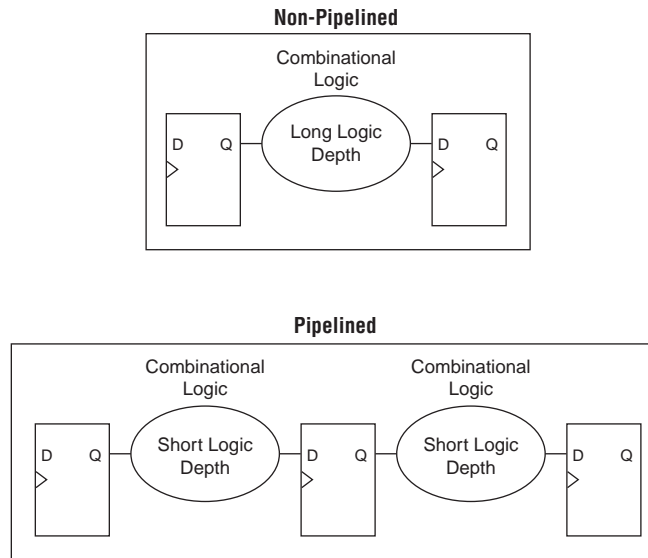 Non-Pipelined
Combinational
Logic
D Q
Long Logic
Depth
D Q
Pipelined
Combinational
Logic
Combinational
Logic
D Q
Short Logic
Depth
D Q
Short Logic
Depth
D Q